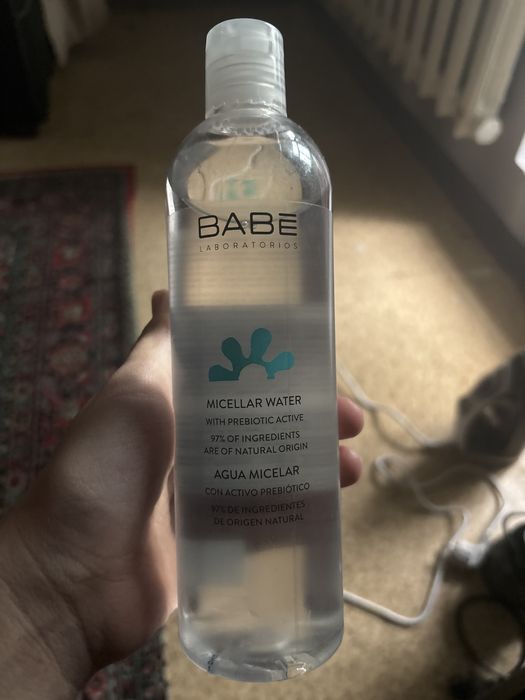 BABĒ
LABORATORIOS
MICELLAR WATER
WITH PREBIOTIC ACTIVE
97% OF INGREDIENTS
ARE OF NATURAL ORIGIN
AGUA MICELAR
CON ACTIVO PREBIÓTICO
97% DE INGREDIENTES
DE ORIGEN NATURAL